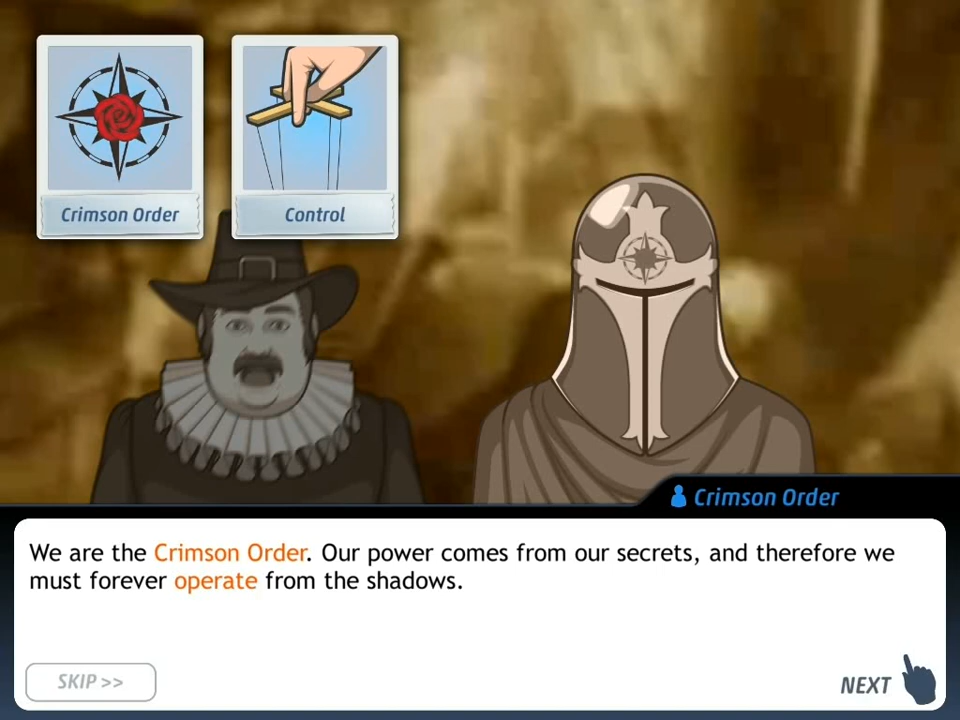 Crimson Order
Control
Crimson Order
We are the Crimson Order. Our power comes from our secrets, and therefore we
must forever operate from the shadows.
SKIP >>
NEXT